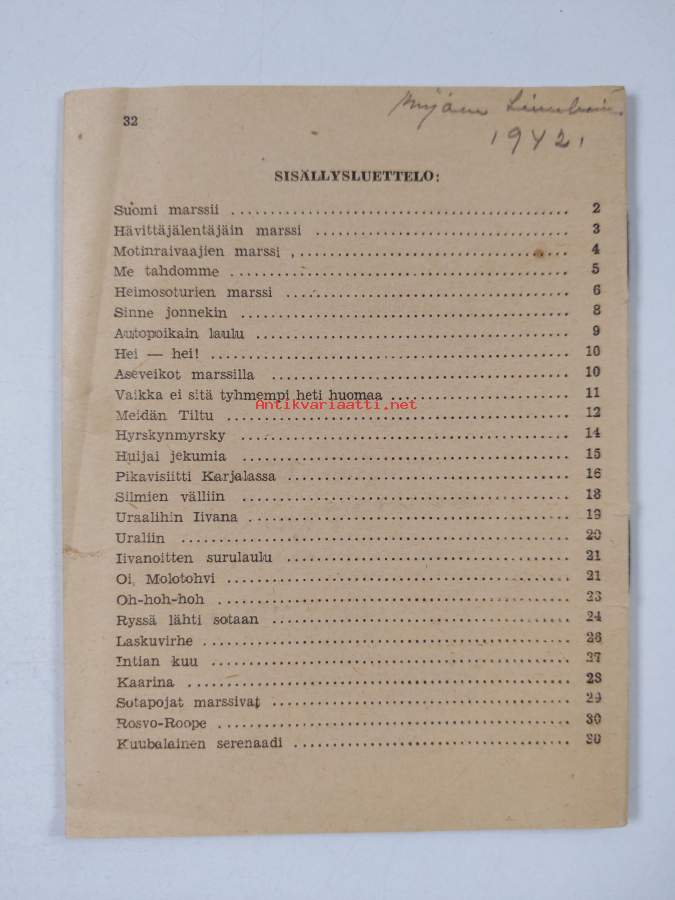 32
1942
SISÄLLYSLUETTELO:
Suomi marssii 2
Hävittäjälentäjäin marssi 3
Motinraivaajien marssi 4
Me tahdomme 5
Heimosoturien marssi 6
Sinne jonnekin 8
Autopoikain laulu 9
Hei — hei! 10
Aseveikot marssilla 10
Vaikka ei sitä tyhmempi heti huomaa 11
Antikvariaatti.net
Meidän Tiltu 12
Hyrskynmyrsky 14
Huijai jekumia 15
Pikavisiitti Karjalassa 16
Silmien välliin 18
Uraalihin Iivana 19
Uraliin 20
Iivanoitten surulaulu 21
Oi, Molotohvi 21
Oh-hoh-hoh 23
Ryssä lähti sotaan 24
Laskuvirhe 26
Intian kuu 27
Kaarina 28
Sotapojat marssivat 29
Rosvo-Roope 30
Kuubalainen serenaadi 30